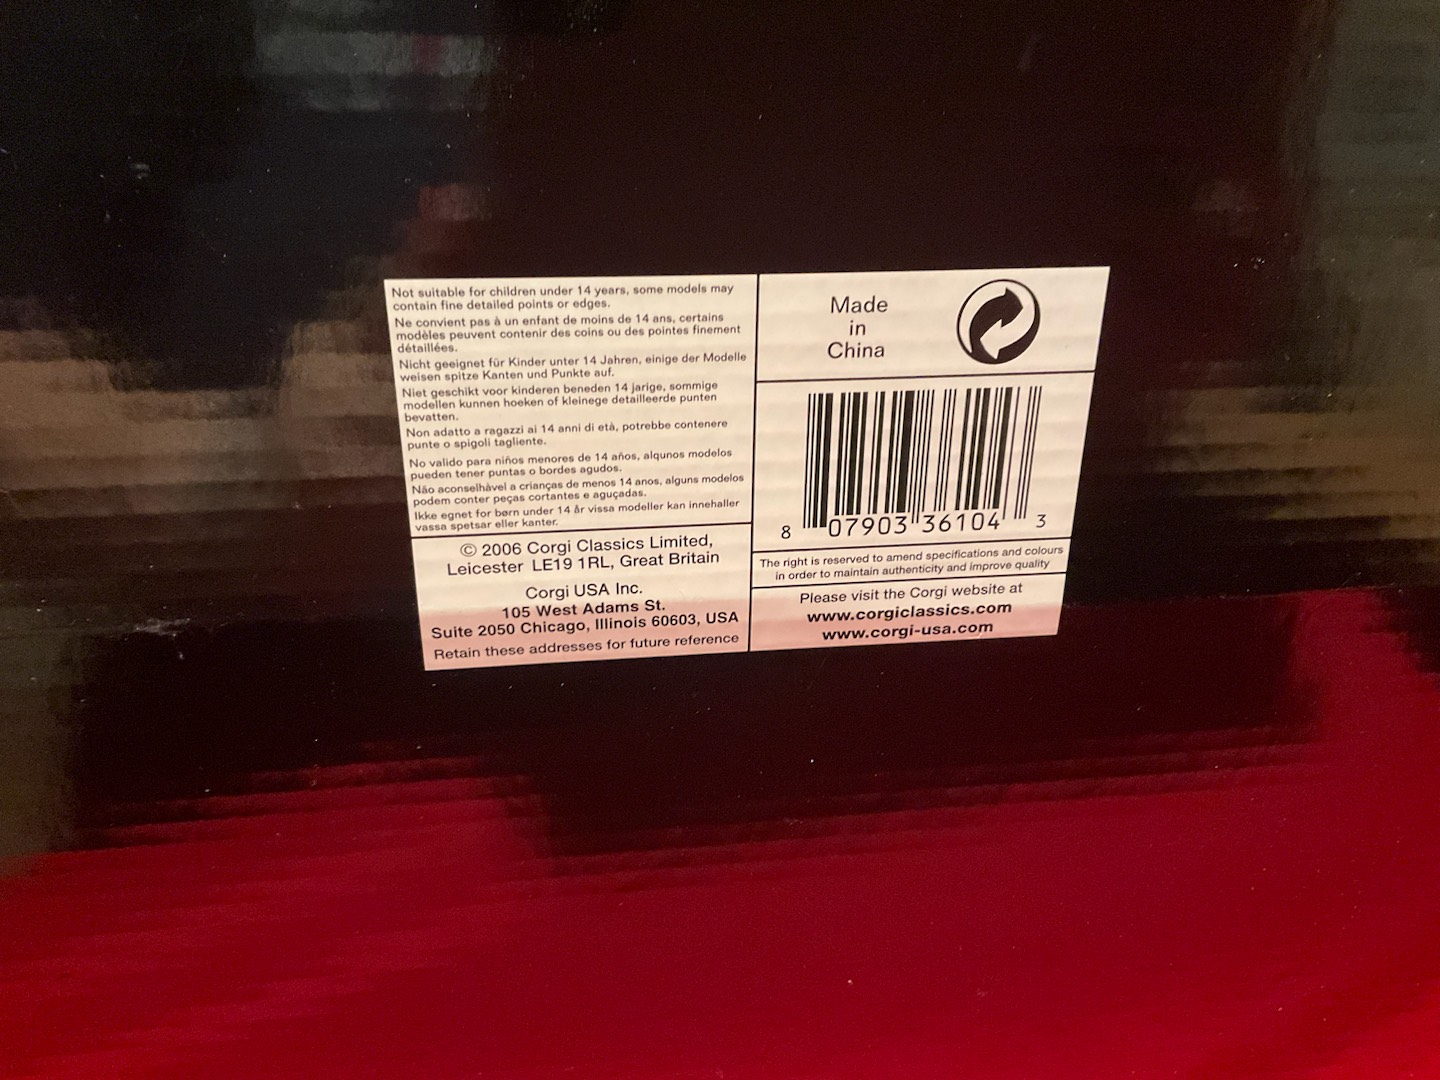 Not suitable for children under 14 years, some models may
contain fine detailed points or edges.
Ne convient pas à un enfant de moins de 14 ans, certains
modèles peuvent contenir des coins ou des pointes finement
détaillées.
Nicht geeignet für Kinder unter 14 Jahren, einige der Modelle
weisen spitze Kanten und Punkte auf.
Niet geschikt voor kinderen beneden 14 jarige, sommige
modellen kunnen hoeken of kleinege detailleerde punten
bevatten.
Non adatto a ragazzi ai 14 anni di età, potrebbe contenere
punte o spigoli tagliente.
No valido para niños menores de 14 años, alqunos modelos
pueden tener puntas o bordes agudos.
Não aconselhàvel a crianças de menos 14 anos, alguns modelos
podem conter peças cortantes e aguçadas.
Ikke egnet for børn under 14 år vissa modeller kan innehaller
vassa spetsar eller kanter.
© 2006 Corgi Classics Limited,
Leicester LE19 1RL, Great Britain
Corgi USA Inc.
105 West Adams St.
Suite 2050 Chicago, Illinois 60603, USA
Retain these addresses for future reference
Made
in
China
8 07903 36104 3
The right is reserved to amend specifications and colours
in order to maintain authenticity and improve quality
Please visit the Corgi website at
www.corgiclassics.com
www.corgi-usa.com